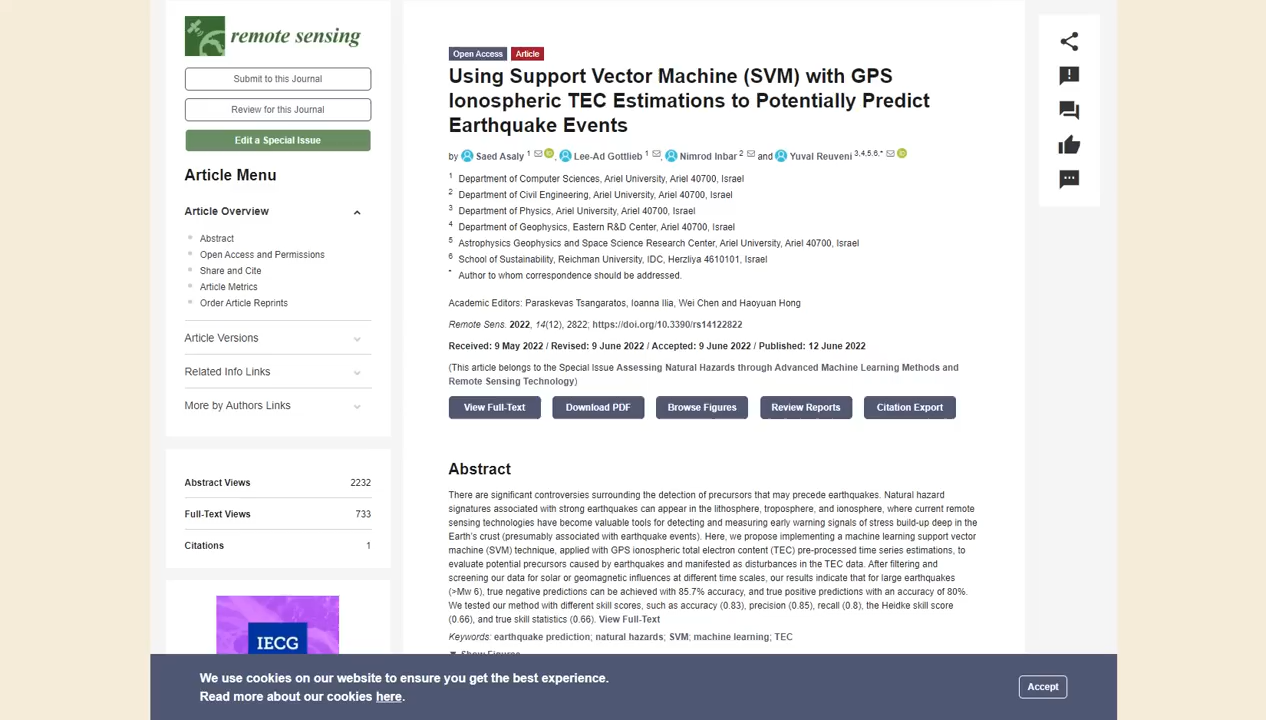 remote sensing
Submit to this Journal
Review for this Journal
Edit a Special Issue
Article Menu
Article Overview
Abstract
Open Access and Permissions
Share and Cite
Article Metrics
Order Article Reprints
Article Versions
Related Info Links
More by Authors Links
Abstract Views 2232
Full-Text Views 733
Citations 1
IECG
Open Access Article
Using Support Vector Machine (SVM) with GPS
Ionospheric TEC Estimations to Potentially Predict
Earthquake Events
by Saed Asaly 1, Lee-Ad Gottlieb 1, Nimrod Inbar 2 and Yuval Reuveni 3,4,5,6,*
1 Department of Computer Sciences, Ariel University, Ariel 40700, Israel
2 Department of Civil Engineering, Ariel University, Ariel 40700, Israel
3 Department of Physics, Ariel University, Ariel 40700, Israel
4 Department of Geophysics, Eastern R&D Center, Ariel 40700, Israel
5 Astrophysics Geophysics and Space Science Research Center, Ariel University, Ariel 40700, Israel
6 School of Sustainability, Reichman University, IDC, Herzliya 4610101, Israel
* Author to whom correspondence should be addressed.
Academic Editors: Paraskevas Tsangaratos, Ioanna Ilia, Wei Chen and Haoyuan Hong
Remote Sens. 2022, 14(12), 2822; https://doi.org/10.3390/rs14122822
Received: 9 May 2022 / Revised: 9 June 2022 / Accepted: 9 June 2022 / Published: 12 June 2022
(This article belongs to the Special Issue Assessing Natural Hazards through Advanced Machine Learning Methods and
Remote Sensing Technology)
View Full-Text Download PDF Browse Figures Review Reports Citation Export
Abstract
There are significant controversies surrounding the detection of precursors that may precede earthquakes. Natural hazard
signatures associated with strong earthquakes can appear in the lithosphere, troposphere, and ionosphere, where current remote
sensing technologies have become valuable tools for detecting and measuring early warning signals of stress build-up deep in the
Earth's crust (presumably associated with earthquake events). Here, we propose implementing a machine learning support vector
machine (SVM) technique, applied with GPS ionospheric total electron content (TEC) pre-processed time series estimations, to
evaluate potential precursors caused by earthquakes and manifested as disturbances in the TEC data. After filtering and
screening our data for solar or geomagnetic influences at different time scales, our results indicate that for large earthquakes
(>Mw 6), true negative predictions can be achieved with 85.7% accuracy, and true positive predictions with an accuracy of 80%.
We tested our method with different skill scores, such as accuracy (0.83), precision (0.85), recall (0.8), the Heidke skill score
(0.66), and true skill statistics (0.66). View Full-Text
Keywords: earthquake prediction; natural hazards; SVM; machine learning; TEC
Show Figures
We use cookies on our website to ensure you get the best experience.
Read more about our cookies here.
Accept